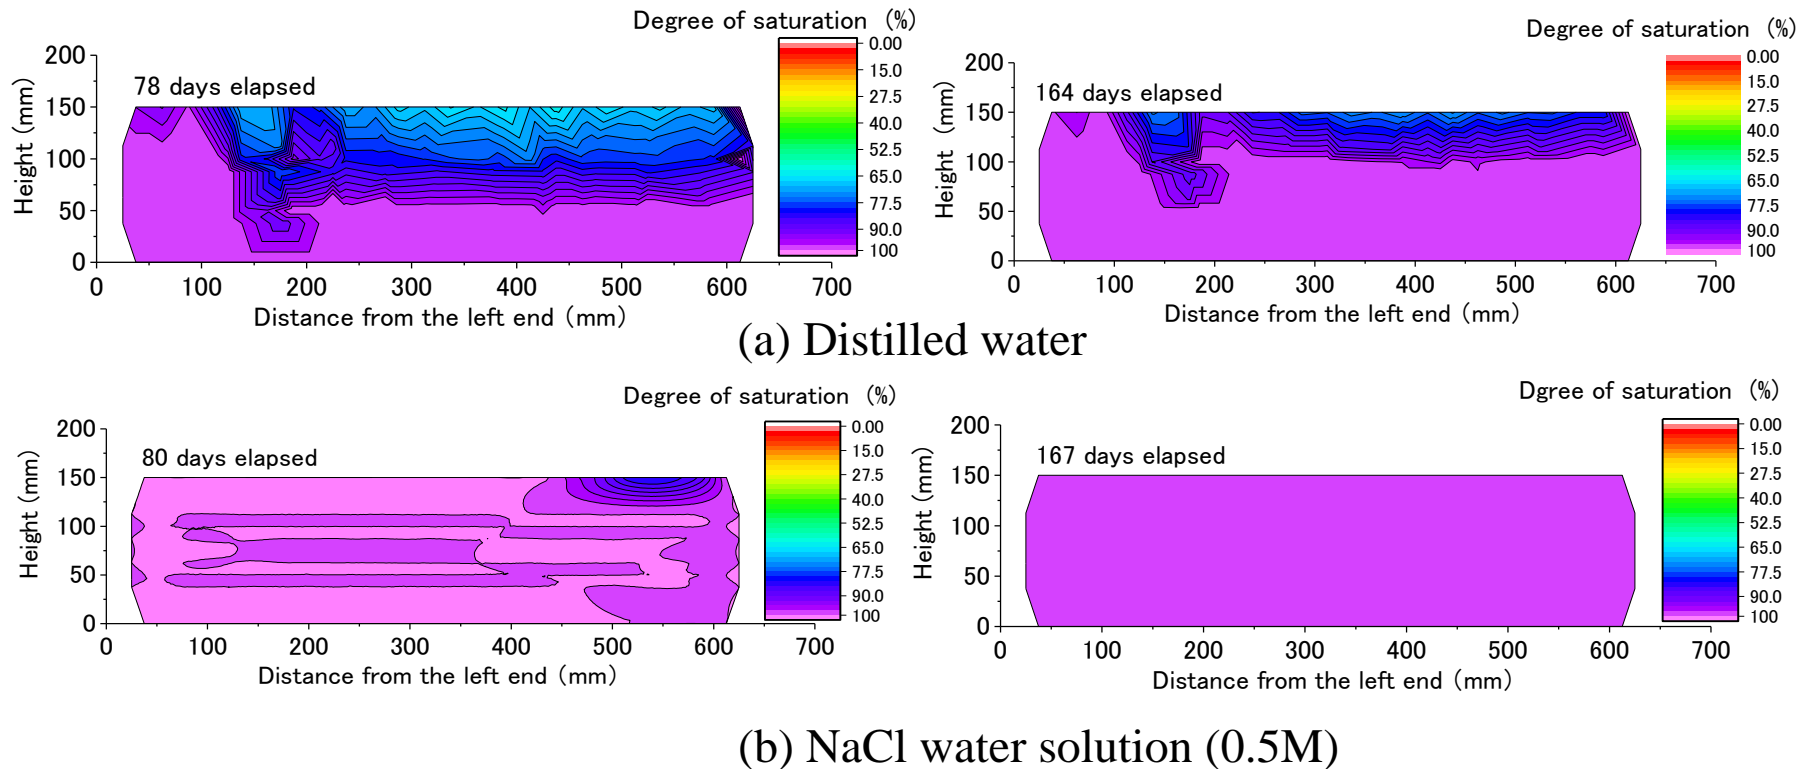 Degree of saturation (%)
200
150
100
50
0
Height (mm)
78 days elapsed
0.00
15.0
27.5
40.0
52.5
65.0
77.5
90.0
100
0 100 200 300 400 500 600 700
Distance from the left end (mm)
Degree of saturation (%)
200
150
100
50
0
Height (mm)
164 days elapsed
0.00
15.0
27.5
40.0
52.5
65.0
77.5
90.0
100
0 100 200 300 400 500 600 700
Distance from the left end (mm)
(a) Distilled water
Degree of saturation (%)
200
150
100
50
0
Height (mm)
80 days elapsed
0.00
15.0
27.5
40.0
52.5
65.0
77.5
90.0
100
0 100 200 300 400 500 600 700
Distance from the left end (mm)
Dgree of saturation (%)
200
150
100
50
0
Height (mm)
167 days elapsed
0.00
15.0
27.5
40.0
52.5
65.0
77.5
90.0
100
0 100 200 300 400 500 600 700
Distance from the left end (mm)
(b) NaCl water solution (0.5M)